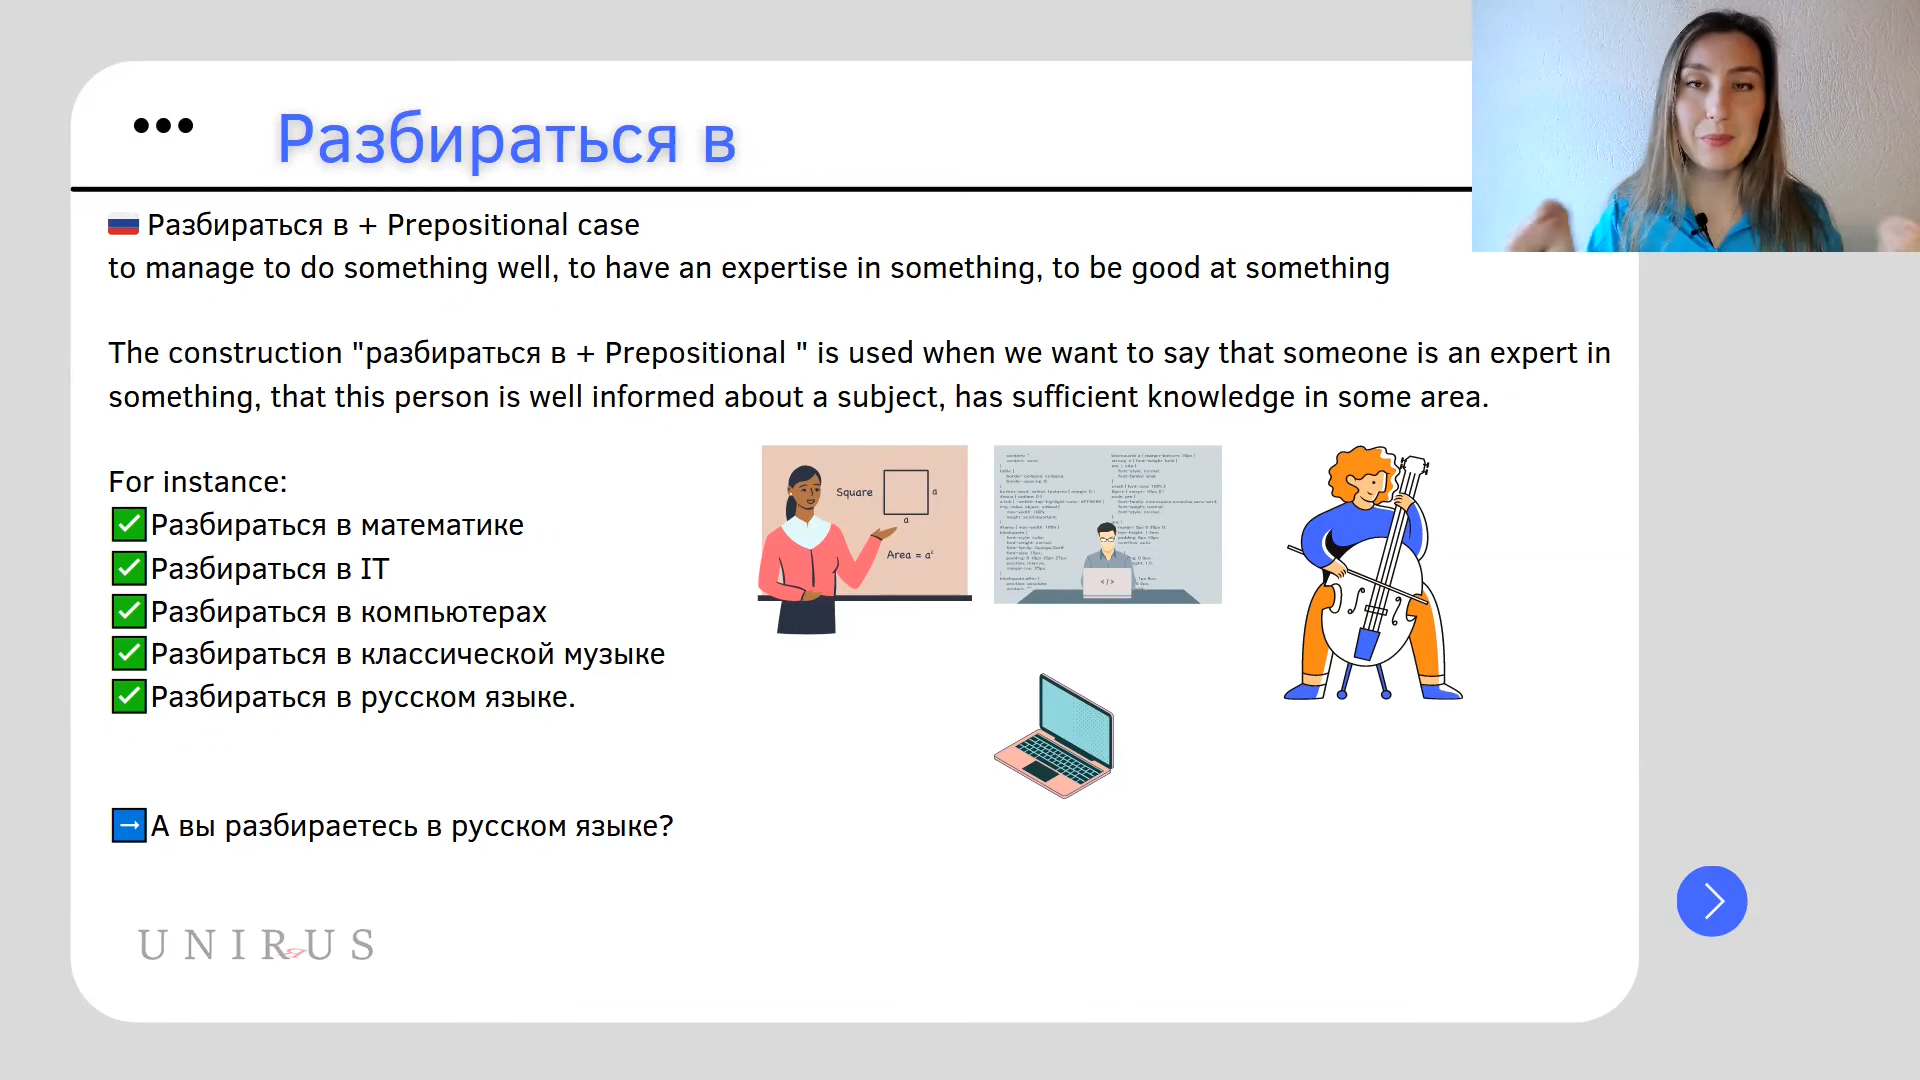 Разбираться в
Разбираться в + Prepositional case
to manage to do something well, to have an expertise in something, to be good at something
The construction "разбираться в + Prepositional " is used when we want to say that someone is an expert in
something, that this person is well informed about a subject, has sufficient knowledge in some area.
For instance:
Разбираться в математике
Разбираться в IT
Разбираться в компьютерах
Разбираться в классической музыке
Разбираться в русском языке.
Square
a
a
Area = a²
</>
А вы разбираетесь в русском языке?
UNIRUS